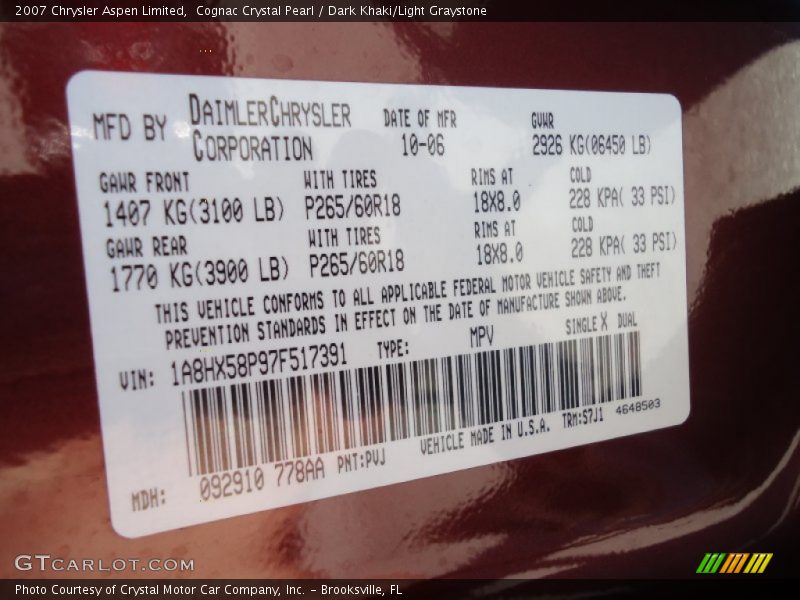 2007 Chrysler Aspen Limited,  Cognac Crystal Pearl / Dark Khaki/Light Graystone
MFD BY DAIMLERCHRYSLER CORPORATION DATE OF MFR 10-06 GVWR 2926 KG(06450 LB)
GAWR FRONT WITH TIRES RIMS AT COLD
1407 KG(3100 LB) P265/60R18 18X8.0 228 KPA( 33 PSI)
GAWR REAR WITH TIRES RIMS AT COLD
1770 KG(3900 LB) P265/60R18 18X8.0 228 KPA( 33 PSI)
THIS VEHICLE CONFORMS TO ALL APPLICABLE FEDERAL MOTOR VEHICLE SAFETY AND THEFT
PREVENTION STANDARDS IN EFFECT ON THE DATE OF MANUFACTURE SHOWN ABOVE.
VIN: 1A8HX58P97F517391 TYPE: MPV SINGLE X DUAL
MDH: 092910 778AA PNT:PVJ VEHICLE MADE IN U.S.A. TRM:S7J1 4648503
GTCARLOT.COM
Photo Courtesy of Crystal Motor Car Company, Inc. – Brooksville, FL